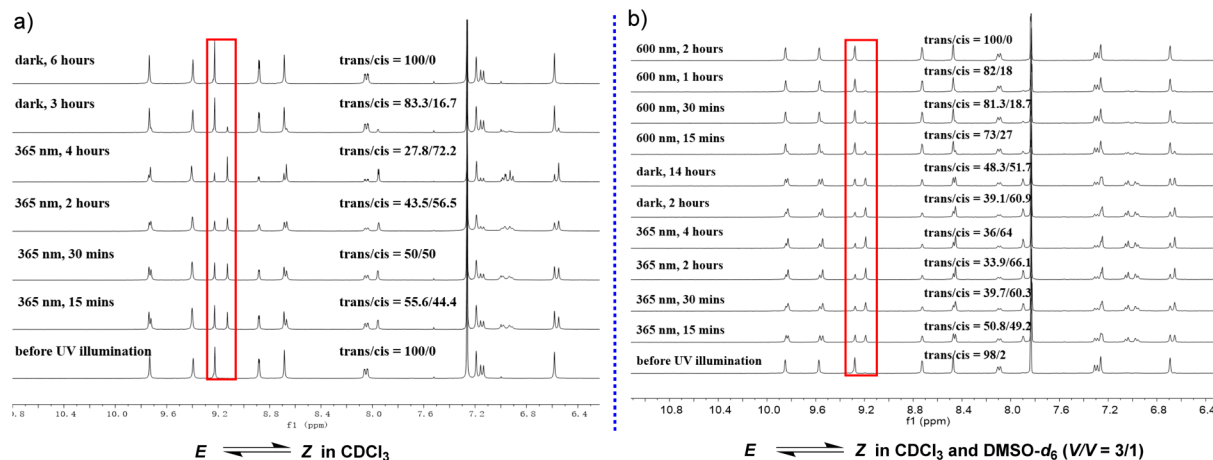 a)
dark, 6 hours
trans/cis = 100/0
dark, 3 hours
trans/cis = 83.3/16.7
365 nm, 4 hours
trans/cis = 27.8/72.2
365 nm, 2 hours
trans/cis = 43.5/56.5
365 nm, 30 mins
trans/cis = 50/50
365 nm, 15 mins
trans/cis = 55.6/44.4
before UV illumination
trans/cis = 100/0
0.8 10.4 10.0 9.6 9.2 8.8 8.4 8.0 7.6 7.2 6.8 6.4
f1 (ppm)
E Z in CDCl3
b)
600 nm, 2 hours
trans/cis = 100/0
600 nm, 1 hours
trans/cis = 82/18
600 nm, 30 mins
trans/cis = 81.3/18.7
600 nm, 15 mins
trans/cis = 73/27
dark, 14 hours
trans/cis = 48.3/51.7
dark, 2 hours
trans/cis = 39.1/60.9
365 nm, 4 hours
trans/cis = 36/64
365 nm, 2 hours
trans/cis = 33.9/66.1
365 nm, 30 mins
trans/cis = 39.7/60.3
365 nm, 15 mins
trans/cis = 50.8/49.2
before UV illumination
trans/cis = 98/2
10.8 10.4 10.0 9.6 9.2 8.8 8.4 8.0 7.6 7.2 6.8 6.4
f1 (ppm)
E Z in CDCl3 and DMSO-d6 (V/V = 3/1)